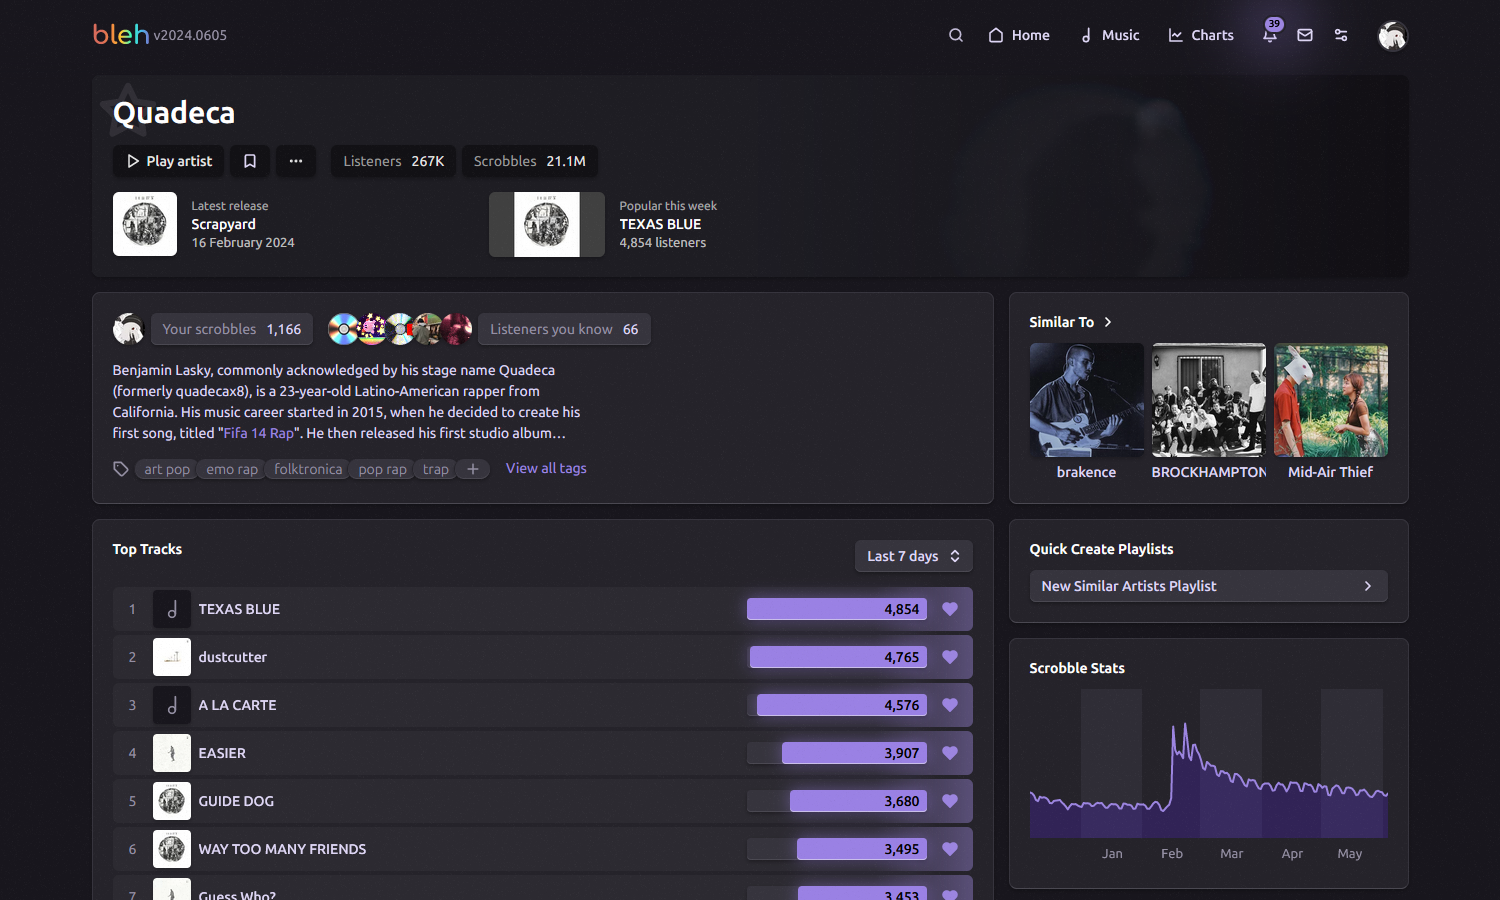 bleh v2024.0605
Home
Music
Charts
39
Quadeca
Play artist
Listeners 267K
Scrobbles 21.1M
Latest release
Scrapyard
16 February 2024
Popular this week
TEXAS BLUE
4,854 listeners
Your scrobbles 1,166
Listeners you know 66
Benjamin Lasky, commonly acknowledged by his stage name Quadeca
(formerly quadecax8), is a 23-year-old Latino-American rapper from
California. His music career started in 2015, when he decided to create his
first song, titled "Fifa 14 Rap". He then released his first studio album…
art pop
emo rap
folktronica
pop rap
trap
+
View all tags
Similar To
brakence
BROCKHAMPTON
Mid-Air Thief
Top Tracks
Last 7 days
1 TEXAS BLUE 4,854
2 dustcutter 4,765
3 A LA CARTE 4,576
4 EASIER 3,907
5 GUIDE DOG 3,680
6 WAY TOO MANY FRIENDS 3,495
7 Guess Who? 3,453
Quick Create Playlists
New Similar Artists Playlist
Scrobble Stats
Jan Feb Mar Apr May